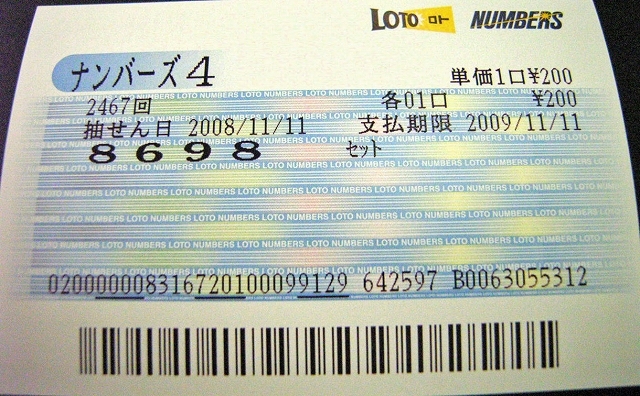 LOTO ロト NUMBERS
ナンバーズ4 単価1口¥200
2467回 各01口 ¥200
抽せん日 2008/11/11 支払期限 2009/11/11
8698 セット
02000000831672010009​9129 642597 B0063055312